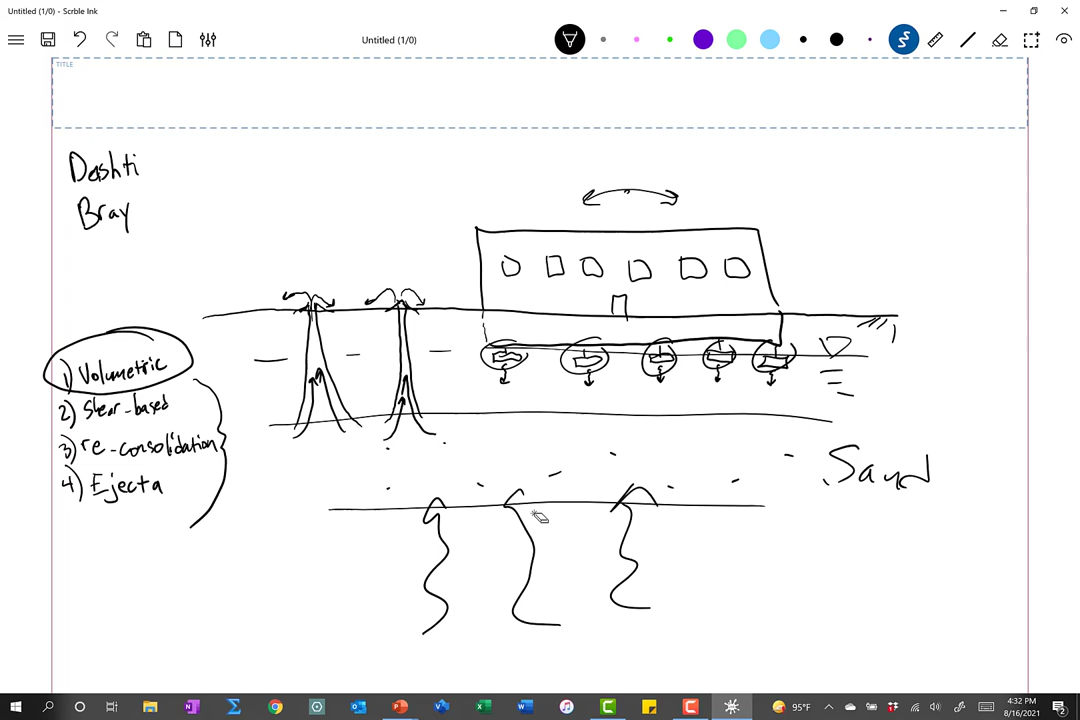 Untitled (1/0) - Scrble Ink
Untitled (1/0)
TITLE
Dashti
Bray
1) Volumetric
2) Shear-based
3) re-consolidation
4) Ejecta
Sand
95°F
4:32 PM
8/16/2021
2